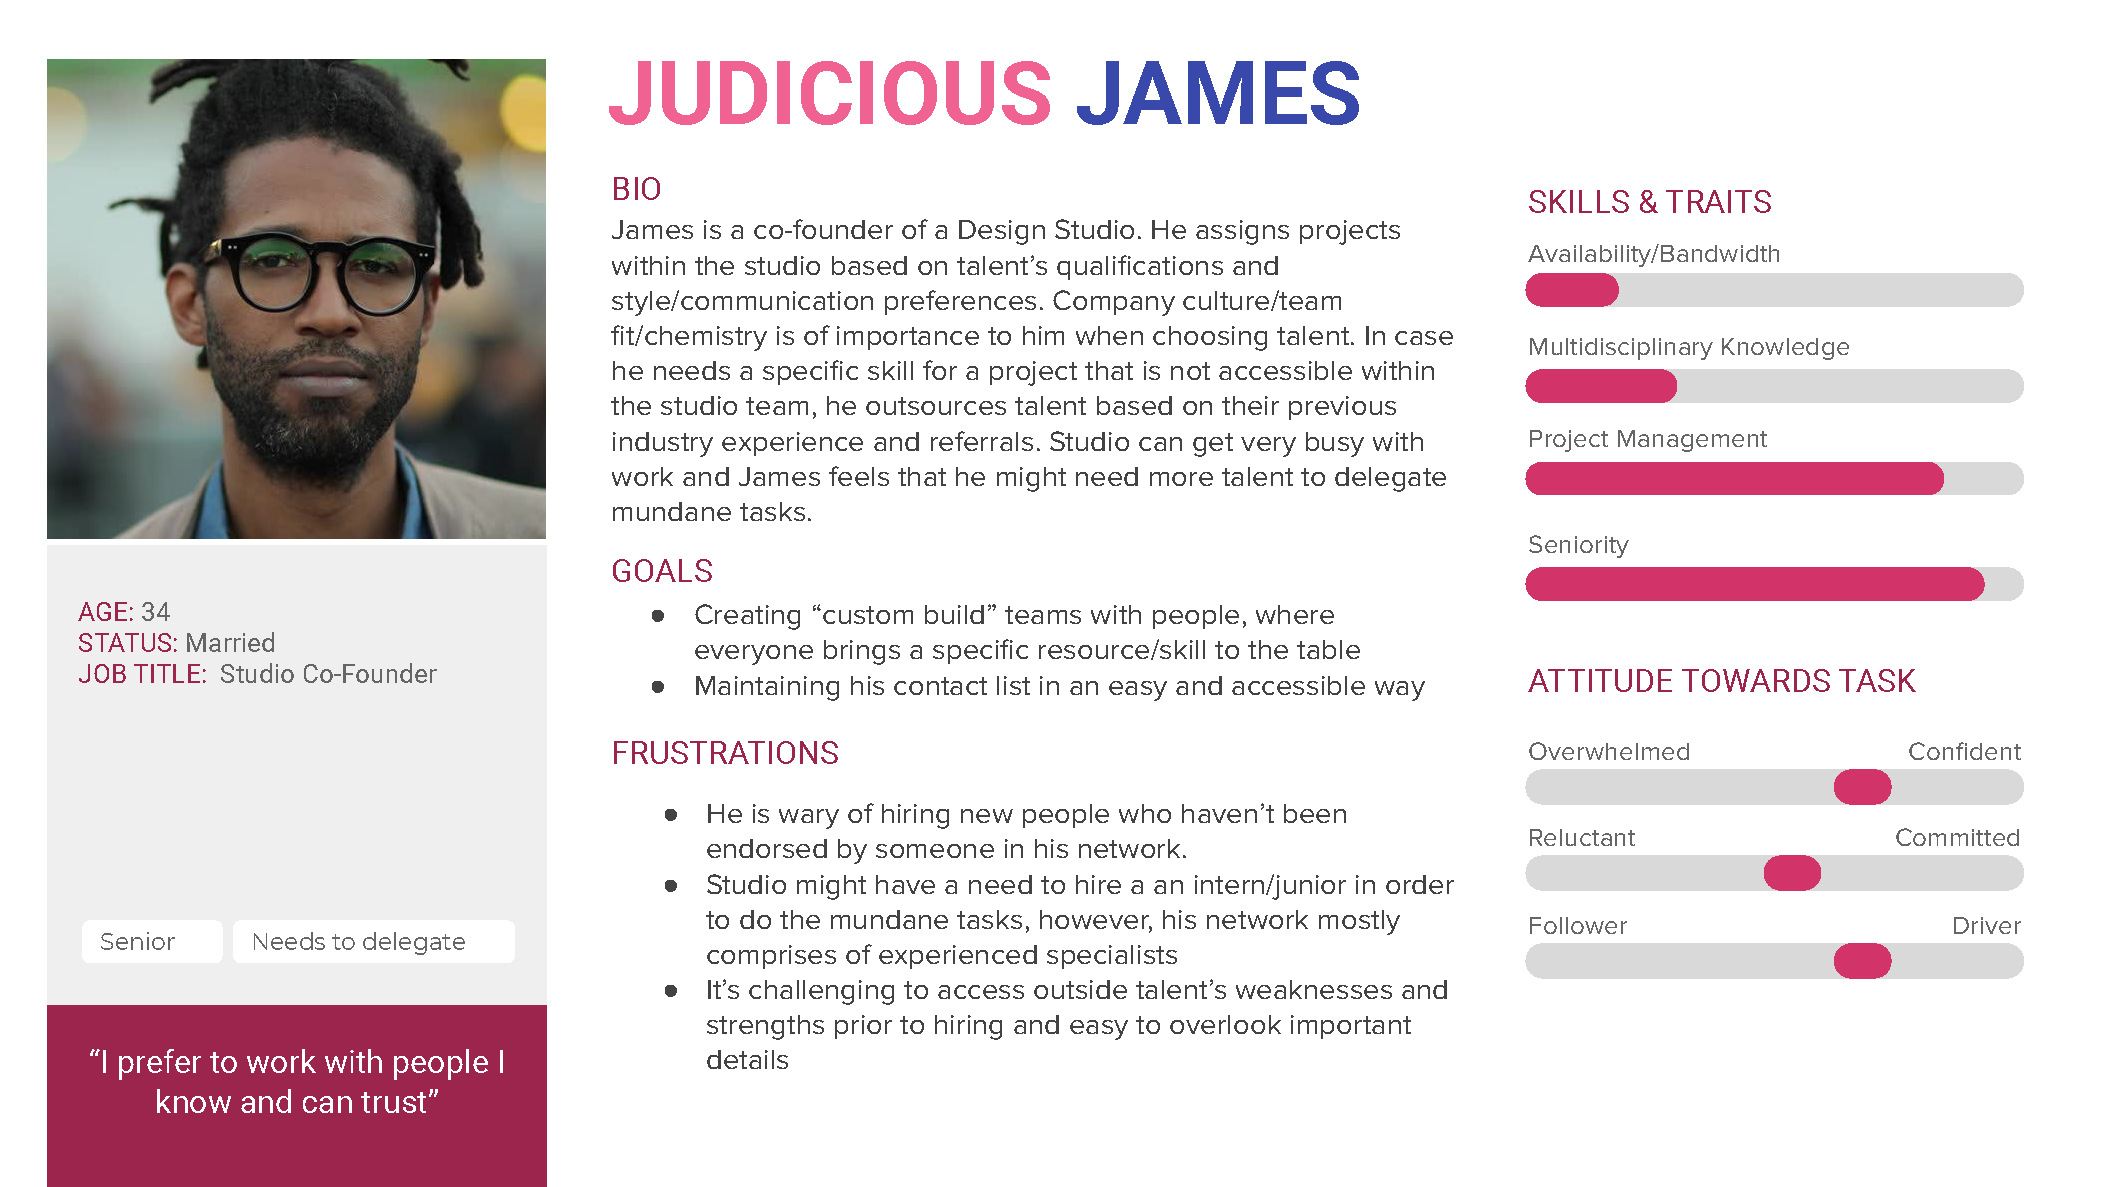 JUDICIOUS JAMES
BIO
James is a co-founder of a Design Studio. He assigns projects
within the studio based on talent’s qualifications and
style/communication preferences. Company culture/team
fit/chemistry is of importance to him when choosing talent. In case
he needs a specific skill for a project that is not accessible within
the studio team, he outsources talent based on their previous
industry experience and referrals. Studio can get very busy with
work and James feels that he might need more talent to delegate
mundane tasks.
GOALS
● Creating “custom build” teams with people, where
everyone brings a specific resource/skill to the table
● Maintaining his contact list in an easy and accessible way
FRUSTRATIONS
● He is wary of hiring new people who haven’t been
endorsed by someone in his network.
● Studio might have a need to hire a an intern/junior in order
to do the mundane tasks, however, his network mostly
comprises of experienced specialists
● It’s challenging to access outside talent’s weaknesses and
strengths prior to hiring and easy to overlook important
details
AGE: 34
STATUS: Married
JOB TITLE: Studio Co-Founder
Senior
Needs to delegate
“I prefer to work with people I
know and can trust”
SKILLS & TRAITS
Availability/Bandwidth
Multidisciplinary Knowledge
Project Management
Seniority
ATTITUDE TOWARDS TASK
Overwhelmed Confident
Reluctant Committed
Follower Driver